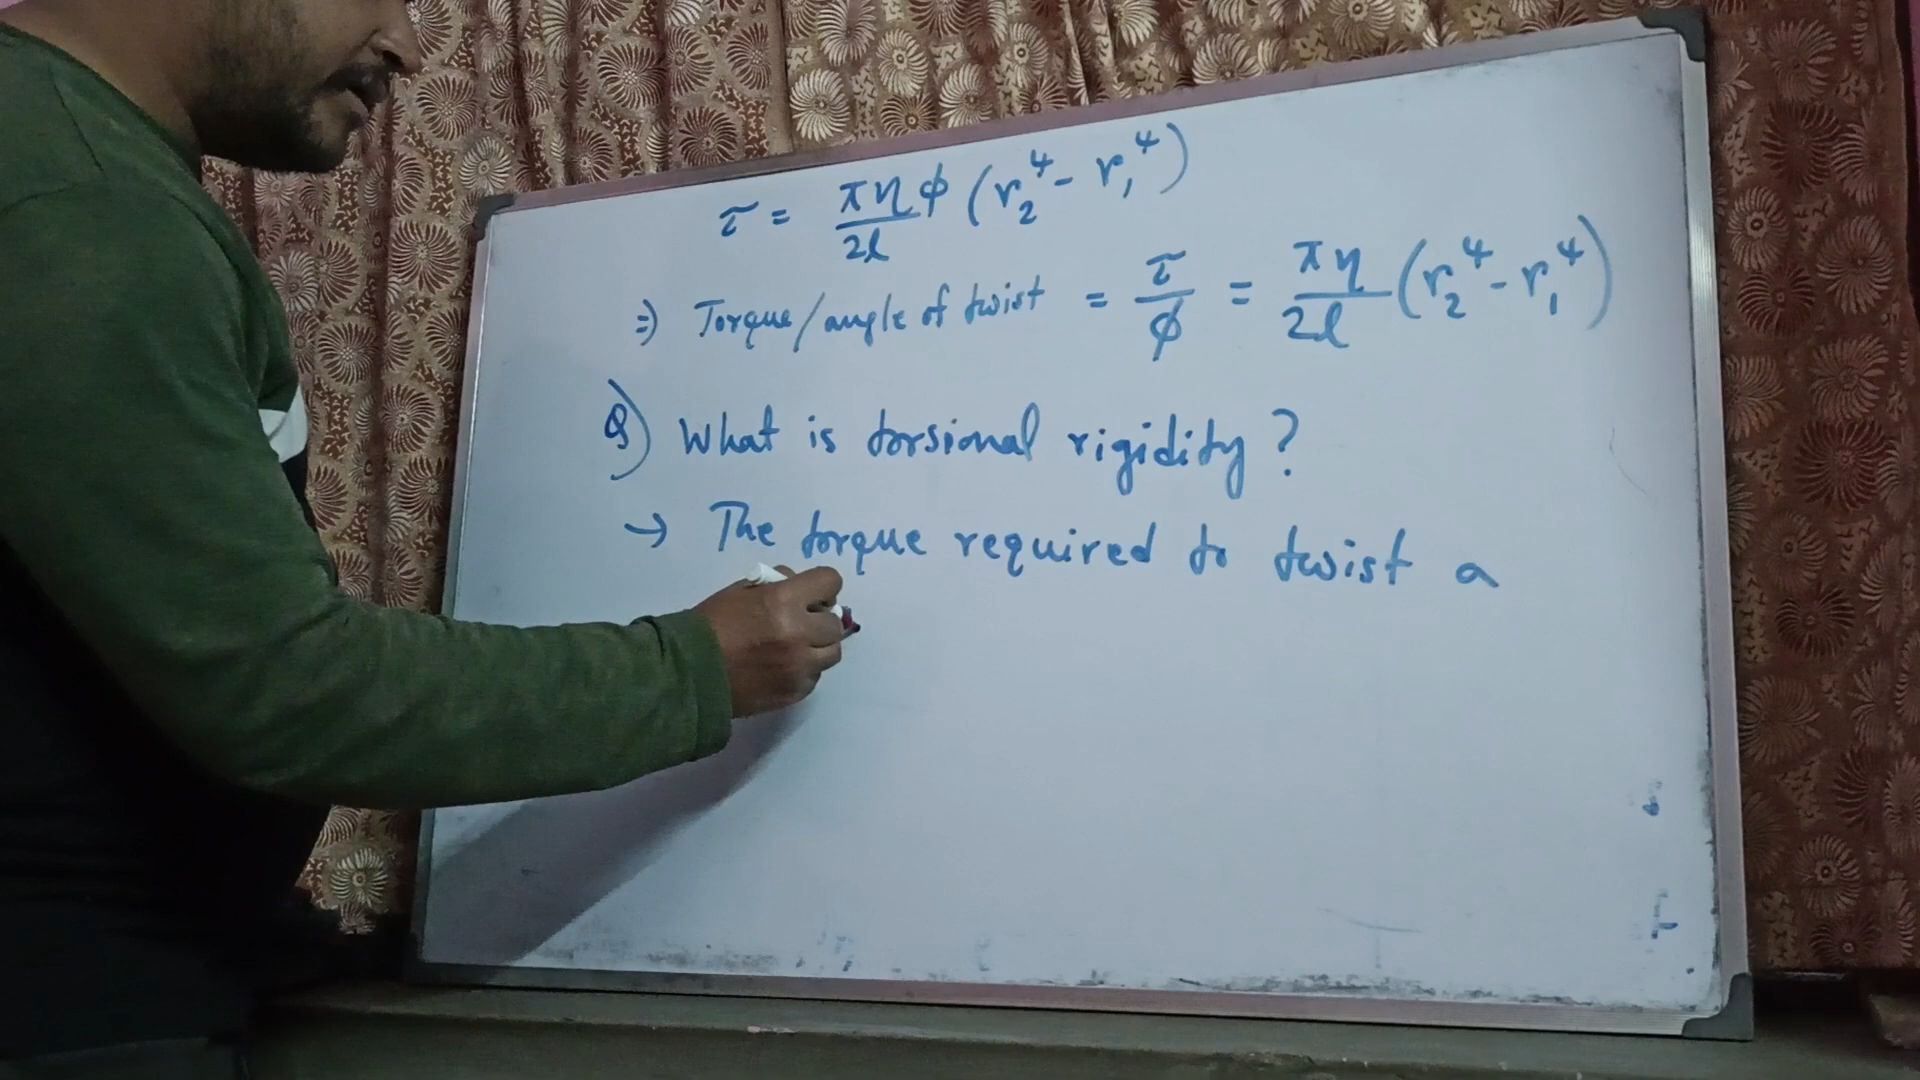 τ = πηφ/2l (r₂⁴ - r₁⁴)
⇒ Torque/angle of twist = τ/φ = πη/2l (r₂⁴ - r₁⁴)
Q) What is torsional rigidity?
→ The torque required to twist a